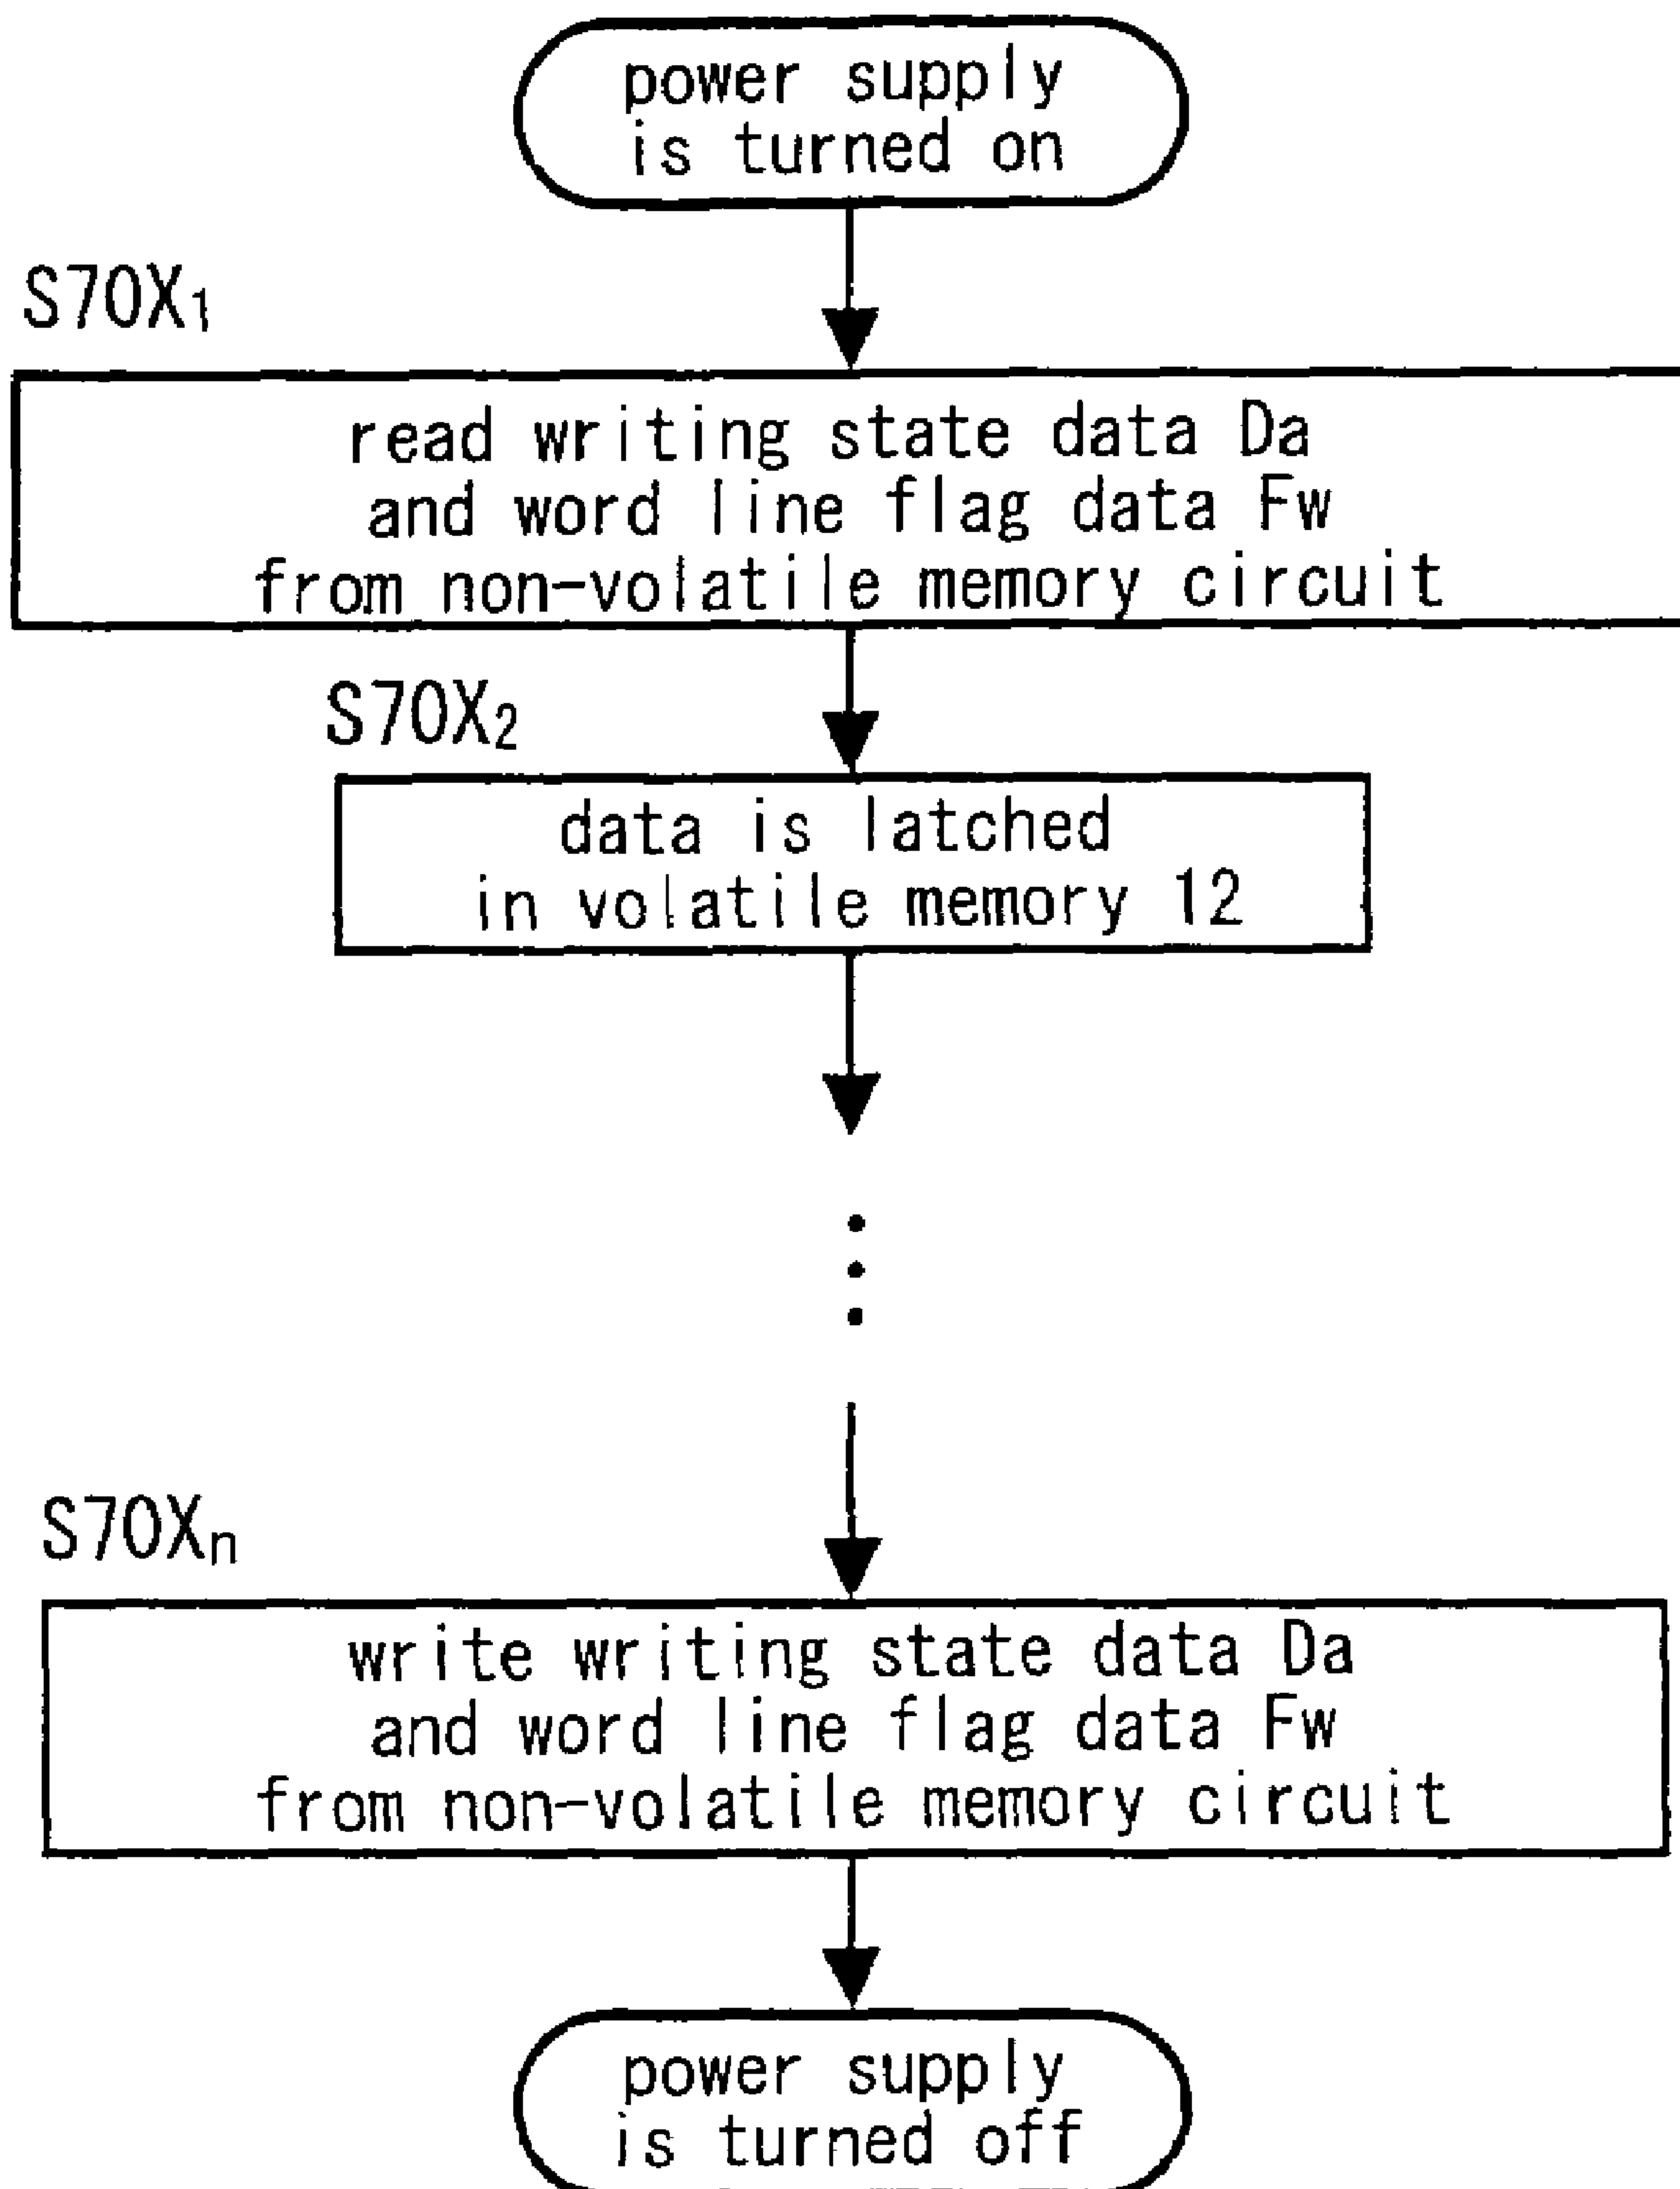 power supply
is turned on
S70X₁
read writing state data Da
and word line flag data Fw
from non-volatile memory circuit
S70X₂
data is latched
in volatile memory 12
S70Xₙ
write writing state data Da
and word line flag data Fw
from non-volatile memory circuit
power supply
is turned off